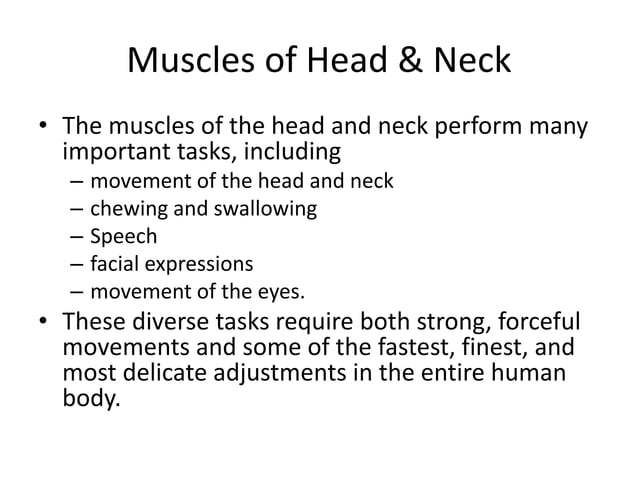 Muscles of Head & Neck
• The muscles of the head and neck perform many
important tasks, including
– movement of the head and neck
– chewing and swallowing
– Speech
– facial expressions
– movement of the eyes.
• These diverse tasks require both strong, forceful
movements and some of the fastest, finest, and
most delicate adjustments in the entire human
body.